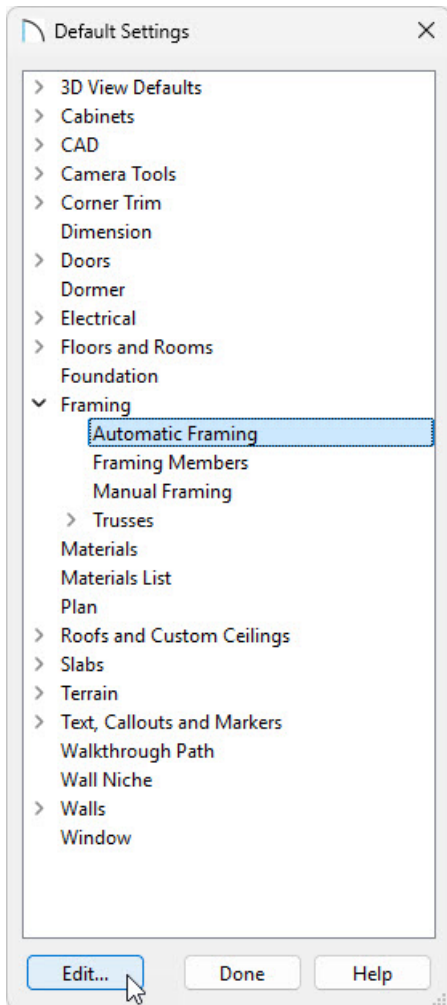 Default Settings
3D View Defaults
Cabinets
CAD
Camera Tools
Corner Trim
Dimension
Doors
Dormer
Electrical
Floors and Rooms
Foundation
Framing
Automatic Framing
Framing Members
Manual Framing
Trusses
Materials
Materials List
Plan
Roofs and Custom Ceilings
Slabs
Terrain
Text, Callouts and Markers
Walkthrough Path
Wall Niche
Walls
Window
Edit... Done Help